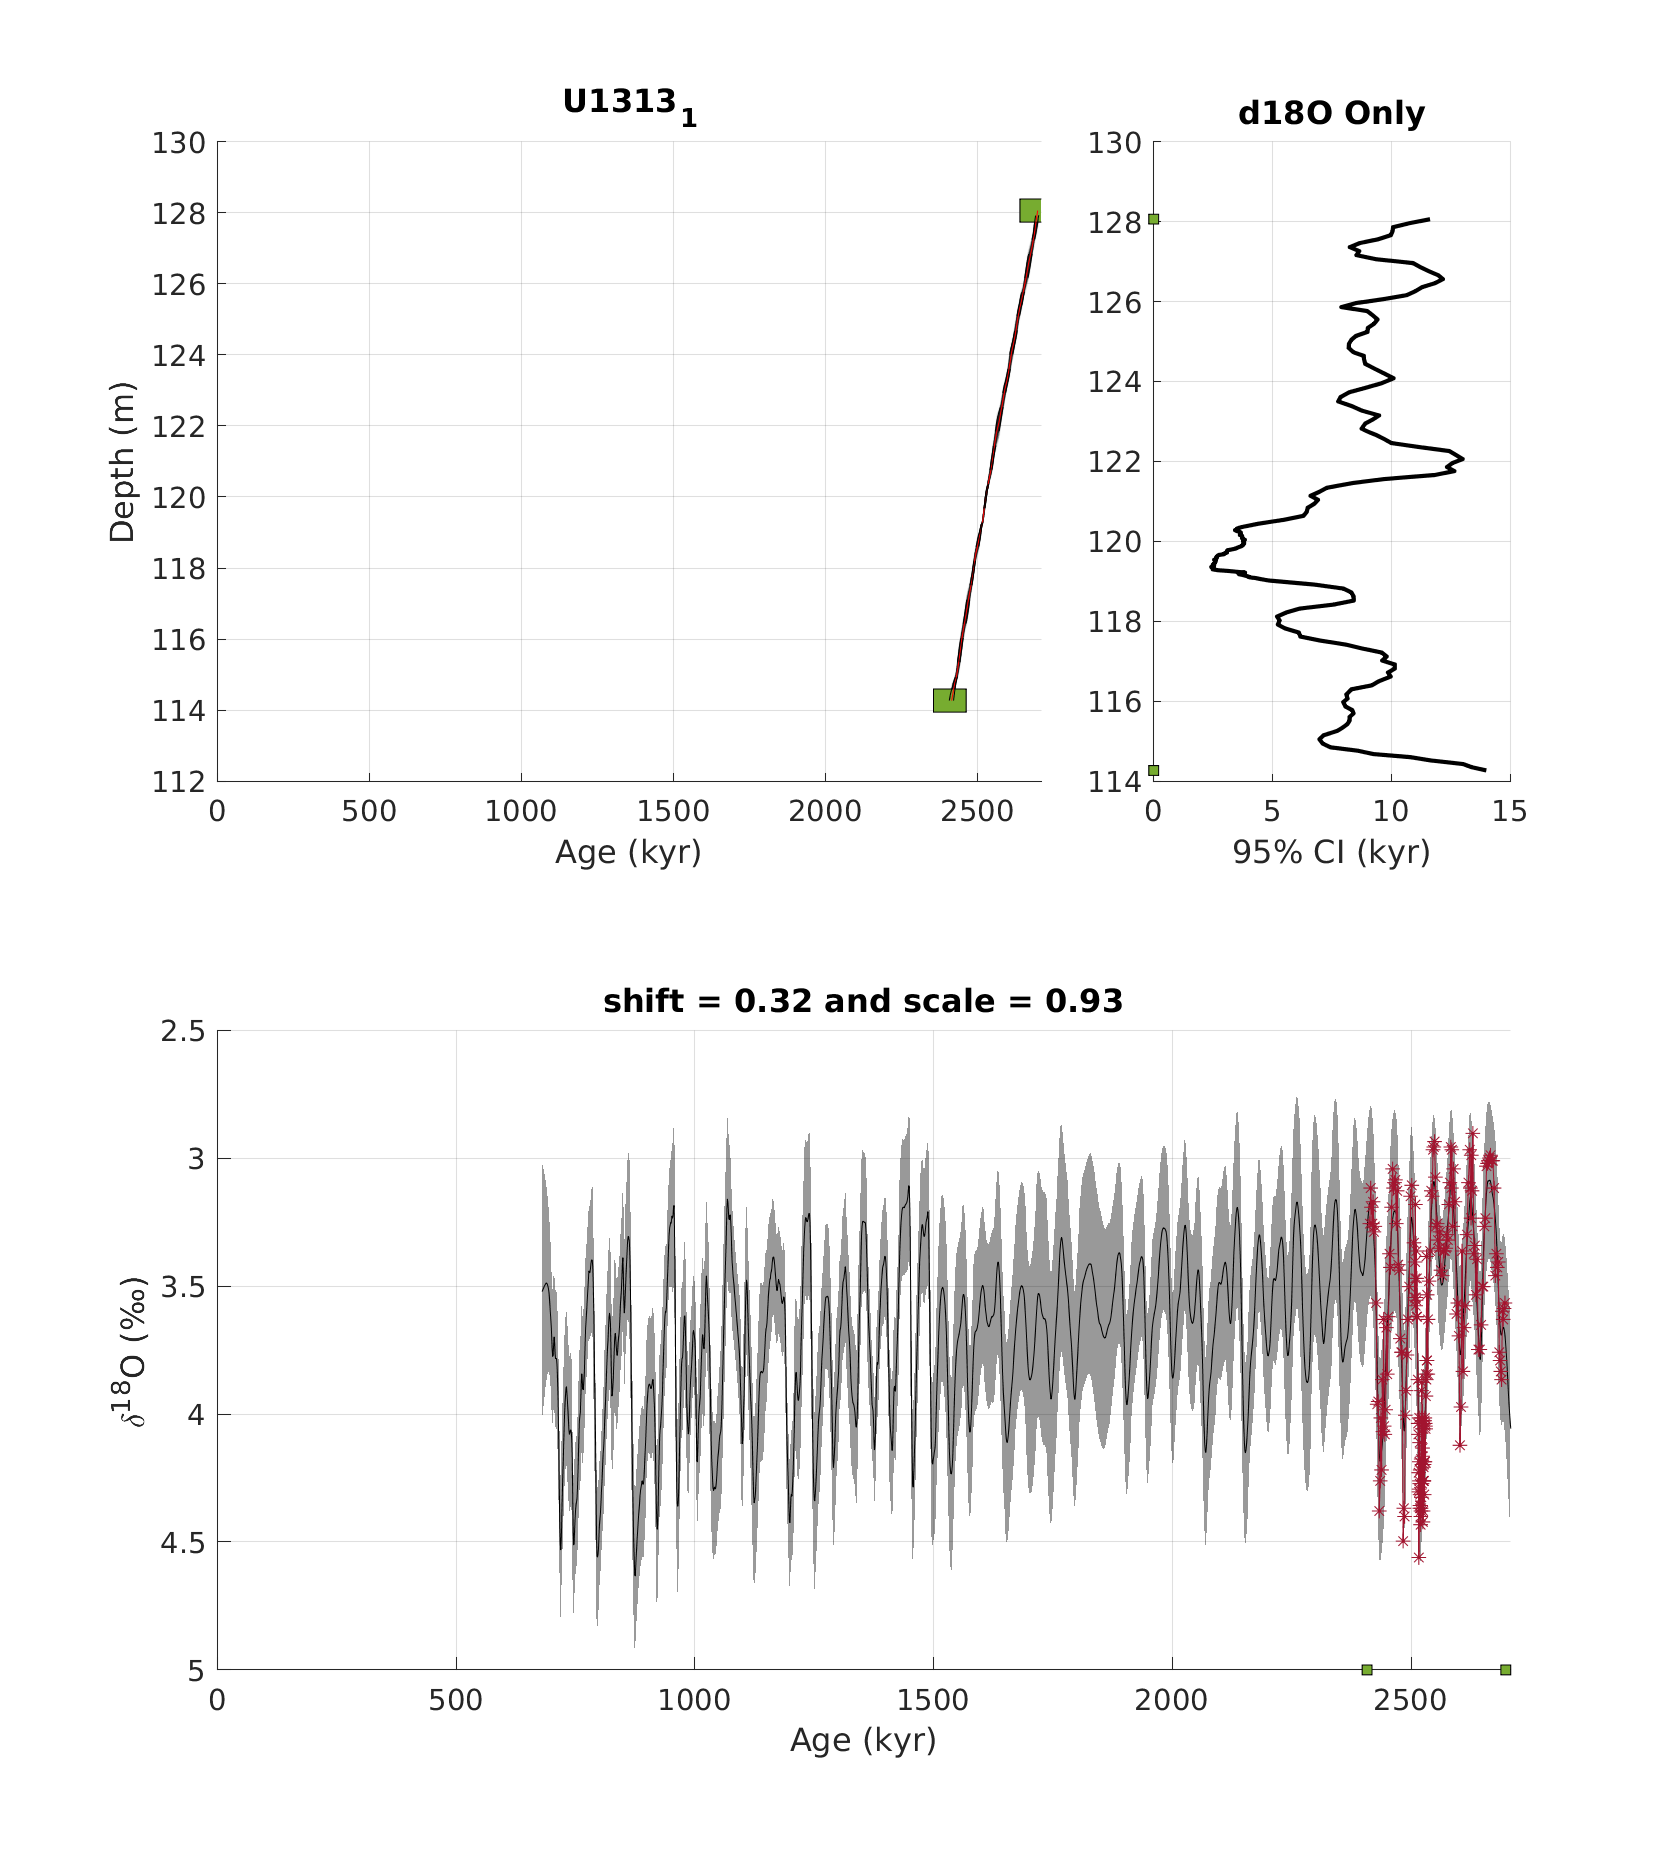 U1313₁
130
128
126
124
122
120
118
116
114
112
0 500 1000 1500 2000 2500
Age (kyr)
Depth (m)
d18O Only
130
128
126
124
122
120
118
116
114
0 5 10 15
95% CI (kyr)
shift = 0.32 and scale = 0.93
2.5
3
3.5
4
4.5
5
0 500 1000 1500 2000 2500
Age (kyr)
δ¹⁸O (‰)